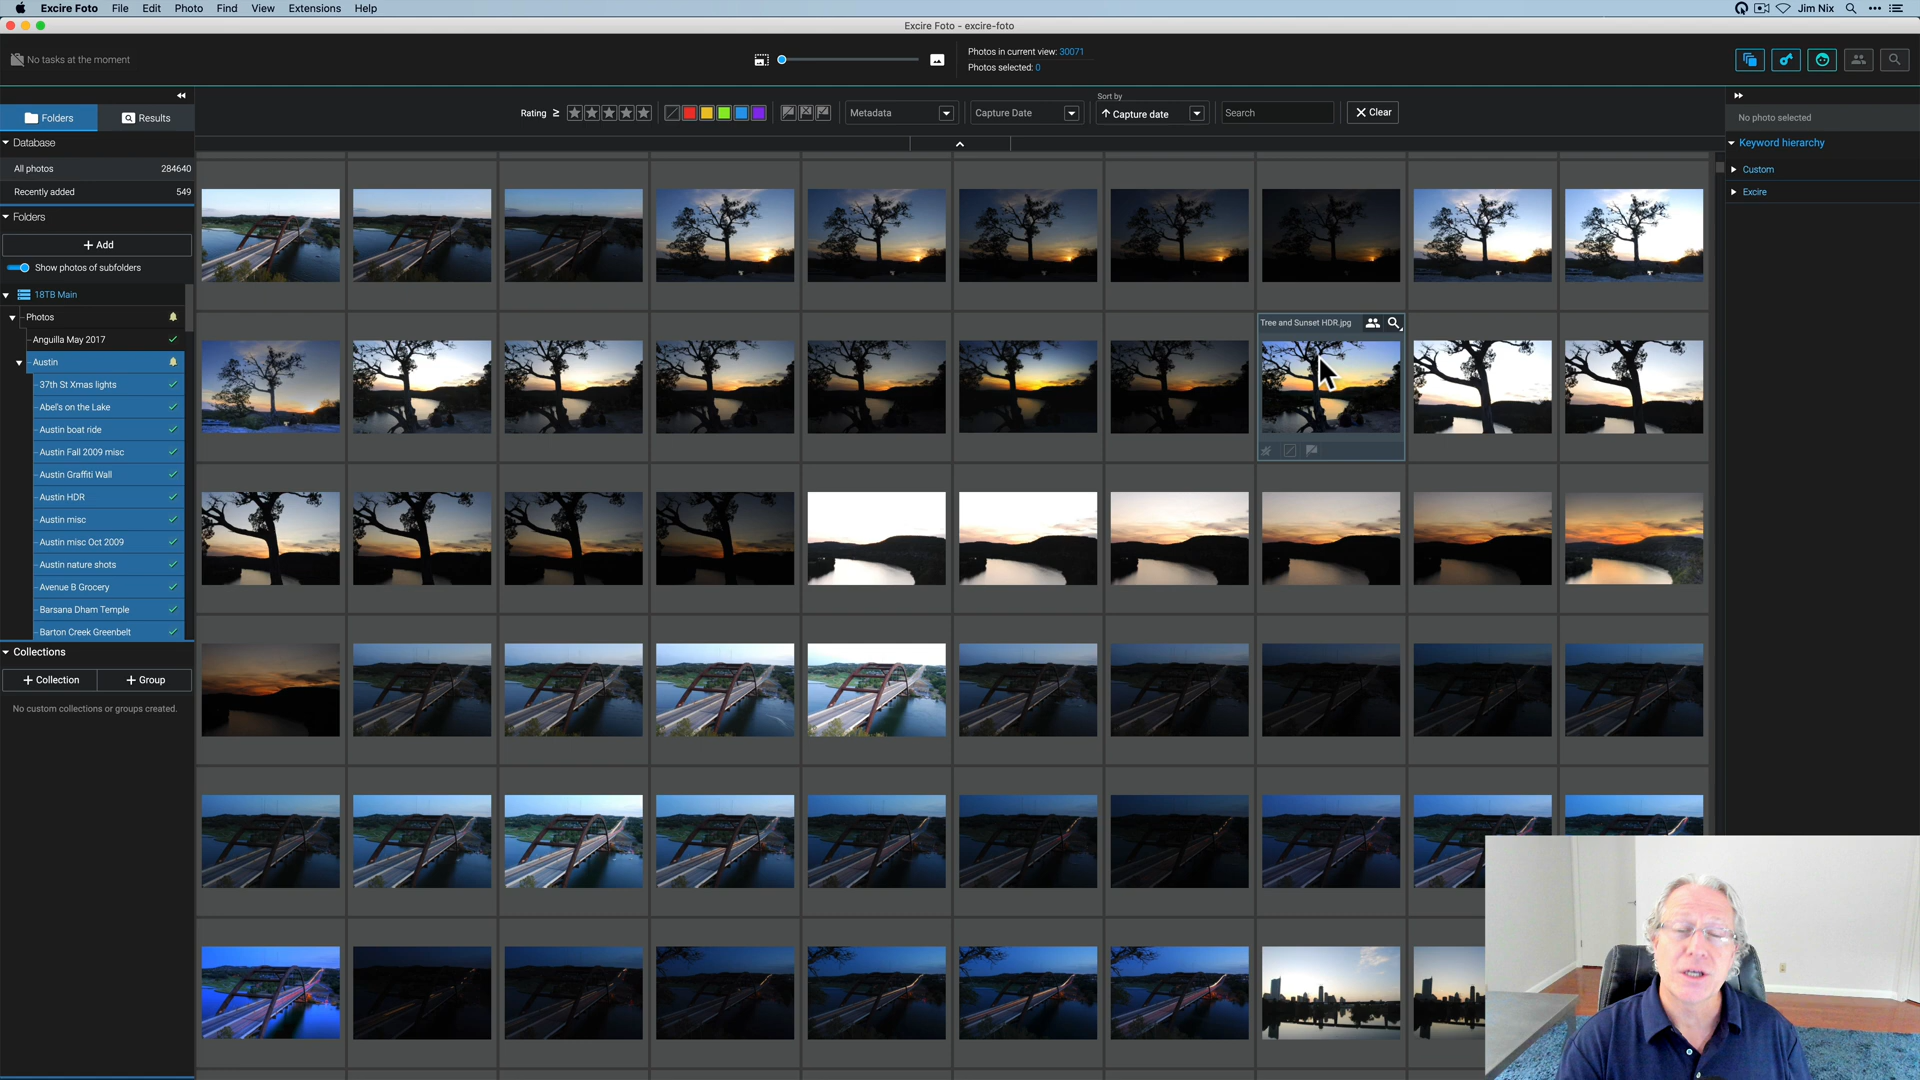 Excire Foto File Edit View Photo Find View Extensions Help Jim Nix
Excire Foto - excire-foto
No tasks at the moment
Photos in current view: 30071
Photos selected: 0
Folders Results
Rating ≥ Metadata Capture Date Sort by ↑ Capture date Search Clear
No photo selected
Keyword hierarchy
Custom
Excire
Database
All photos 284640
Recently added 549
Folders
+ Add
Show photos of subfolders
18TB Main
Photos
Anguilla May 2017
Austin
37th St Xmas lights
Abel's on the Lake
Austin boat ride
Austin Fall 2009 misc
Austin Graffiti Wall
Austin HDR
Austin misc
Austin misc Oct 2009
Austin nature shots
Avenue B Grocery
Barsana Dham Temple
Barton Creek Greenbelt
Collections
+ Collection + Group
No custom collections or groups created.
Tree and Sunset HDR.jpg